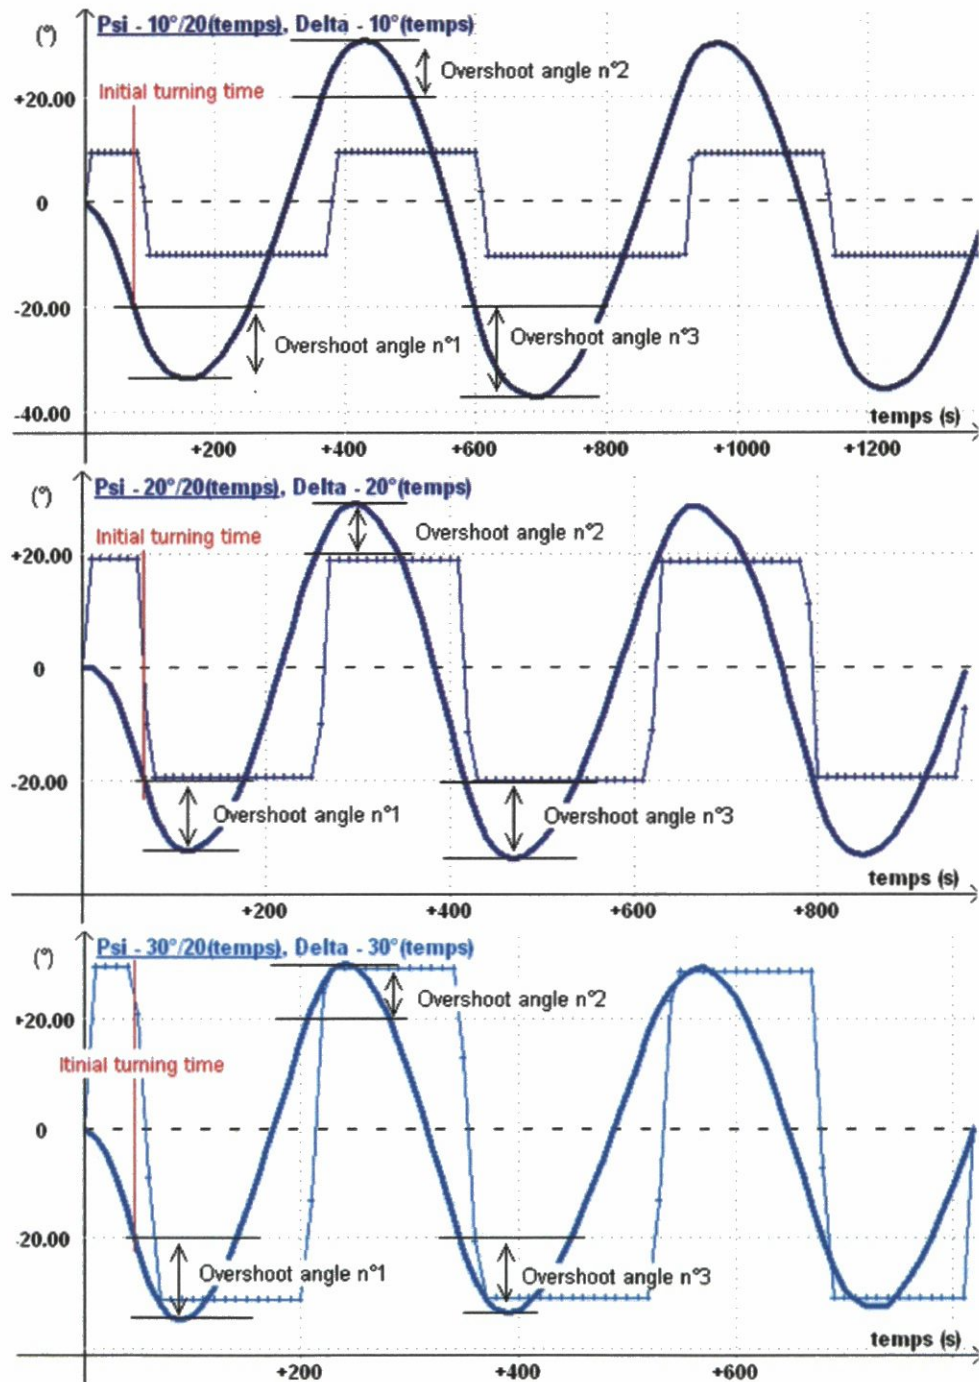 Psi - 10°/20(temps), Delta - 10°(temps)
(°)
Overshoot angle n°2
+20.00
Initial turning time
0
-20.00
Overshoot angle n°1
Overshoot angle n°3
-40.00
temps (s)
+200 +400 +600 +800 +1000 +1200
Psi - 20°/20(temps), Delta - 20°(temps)
(°)
Initial turning time
Overshoot angle n°2
+20.00
0
-20.00
Overshoot angle n°1
Overshoot angle n°3
temps (s)
+200 +400 +600 +800
Psi - 30°/20(temps), Delta - 30°(temps)
(°)
Overshoot angle n°2
+20.00
Itinial turning time
0
-20.00
Overshoot angle n°1
Overshoot angle n°3
temps (s)
+200 +400 +600